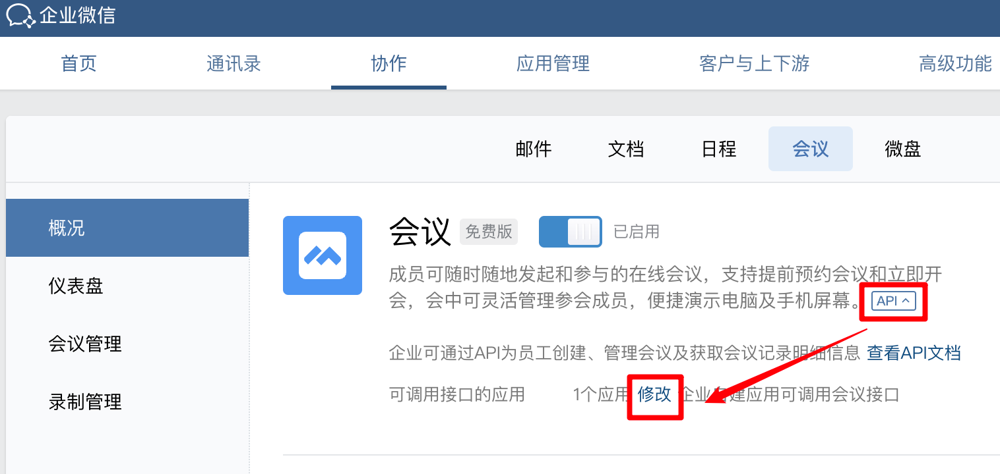 企业微信
首页 通讯录 协作 应用管理 客户与上下游 高级功能
邮件 文档 日程 会议 微盘
概况
仪表盘
会议管理
录制管理
会议 免费版 已启用
成员可随时随地发起和参与的在线会议，支持提前预约会议和立即开
会，会中可灵活管理参会成员，便捷演示电脑及手机屏幕。 API
企业可通过API为员工创建、管理会议及获取会议记录明细信息 查看API文档
可调用接口的应用 1个应用 修改 企业自建应用可调用会议接口